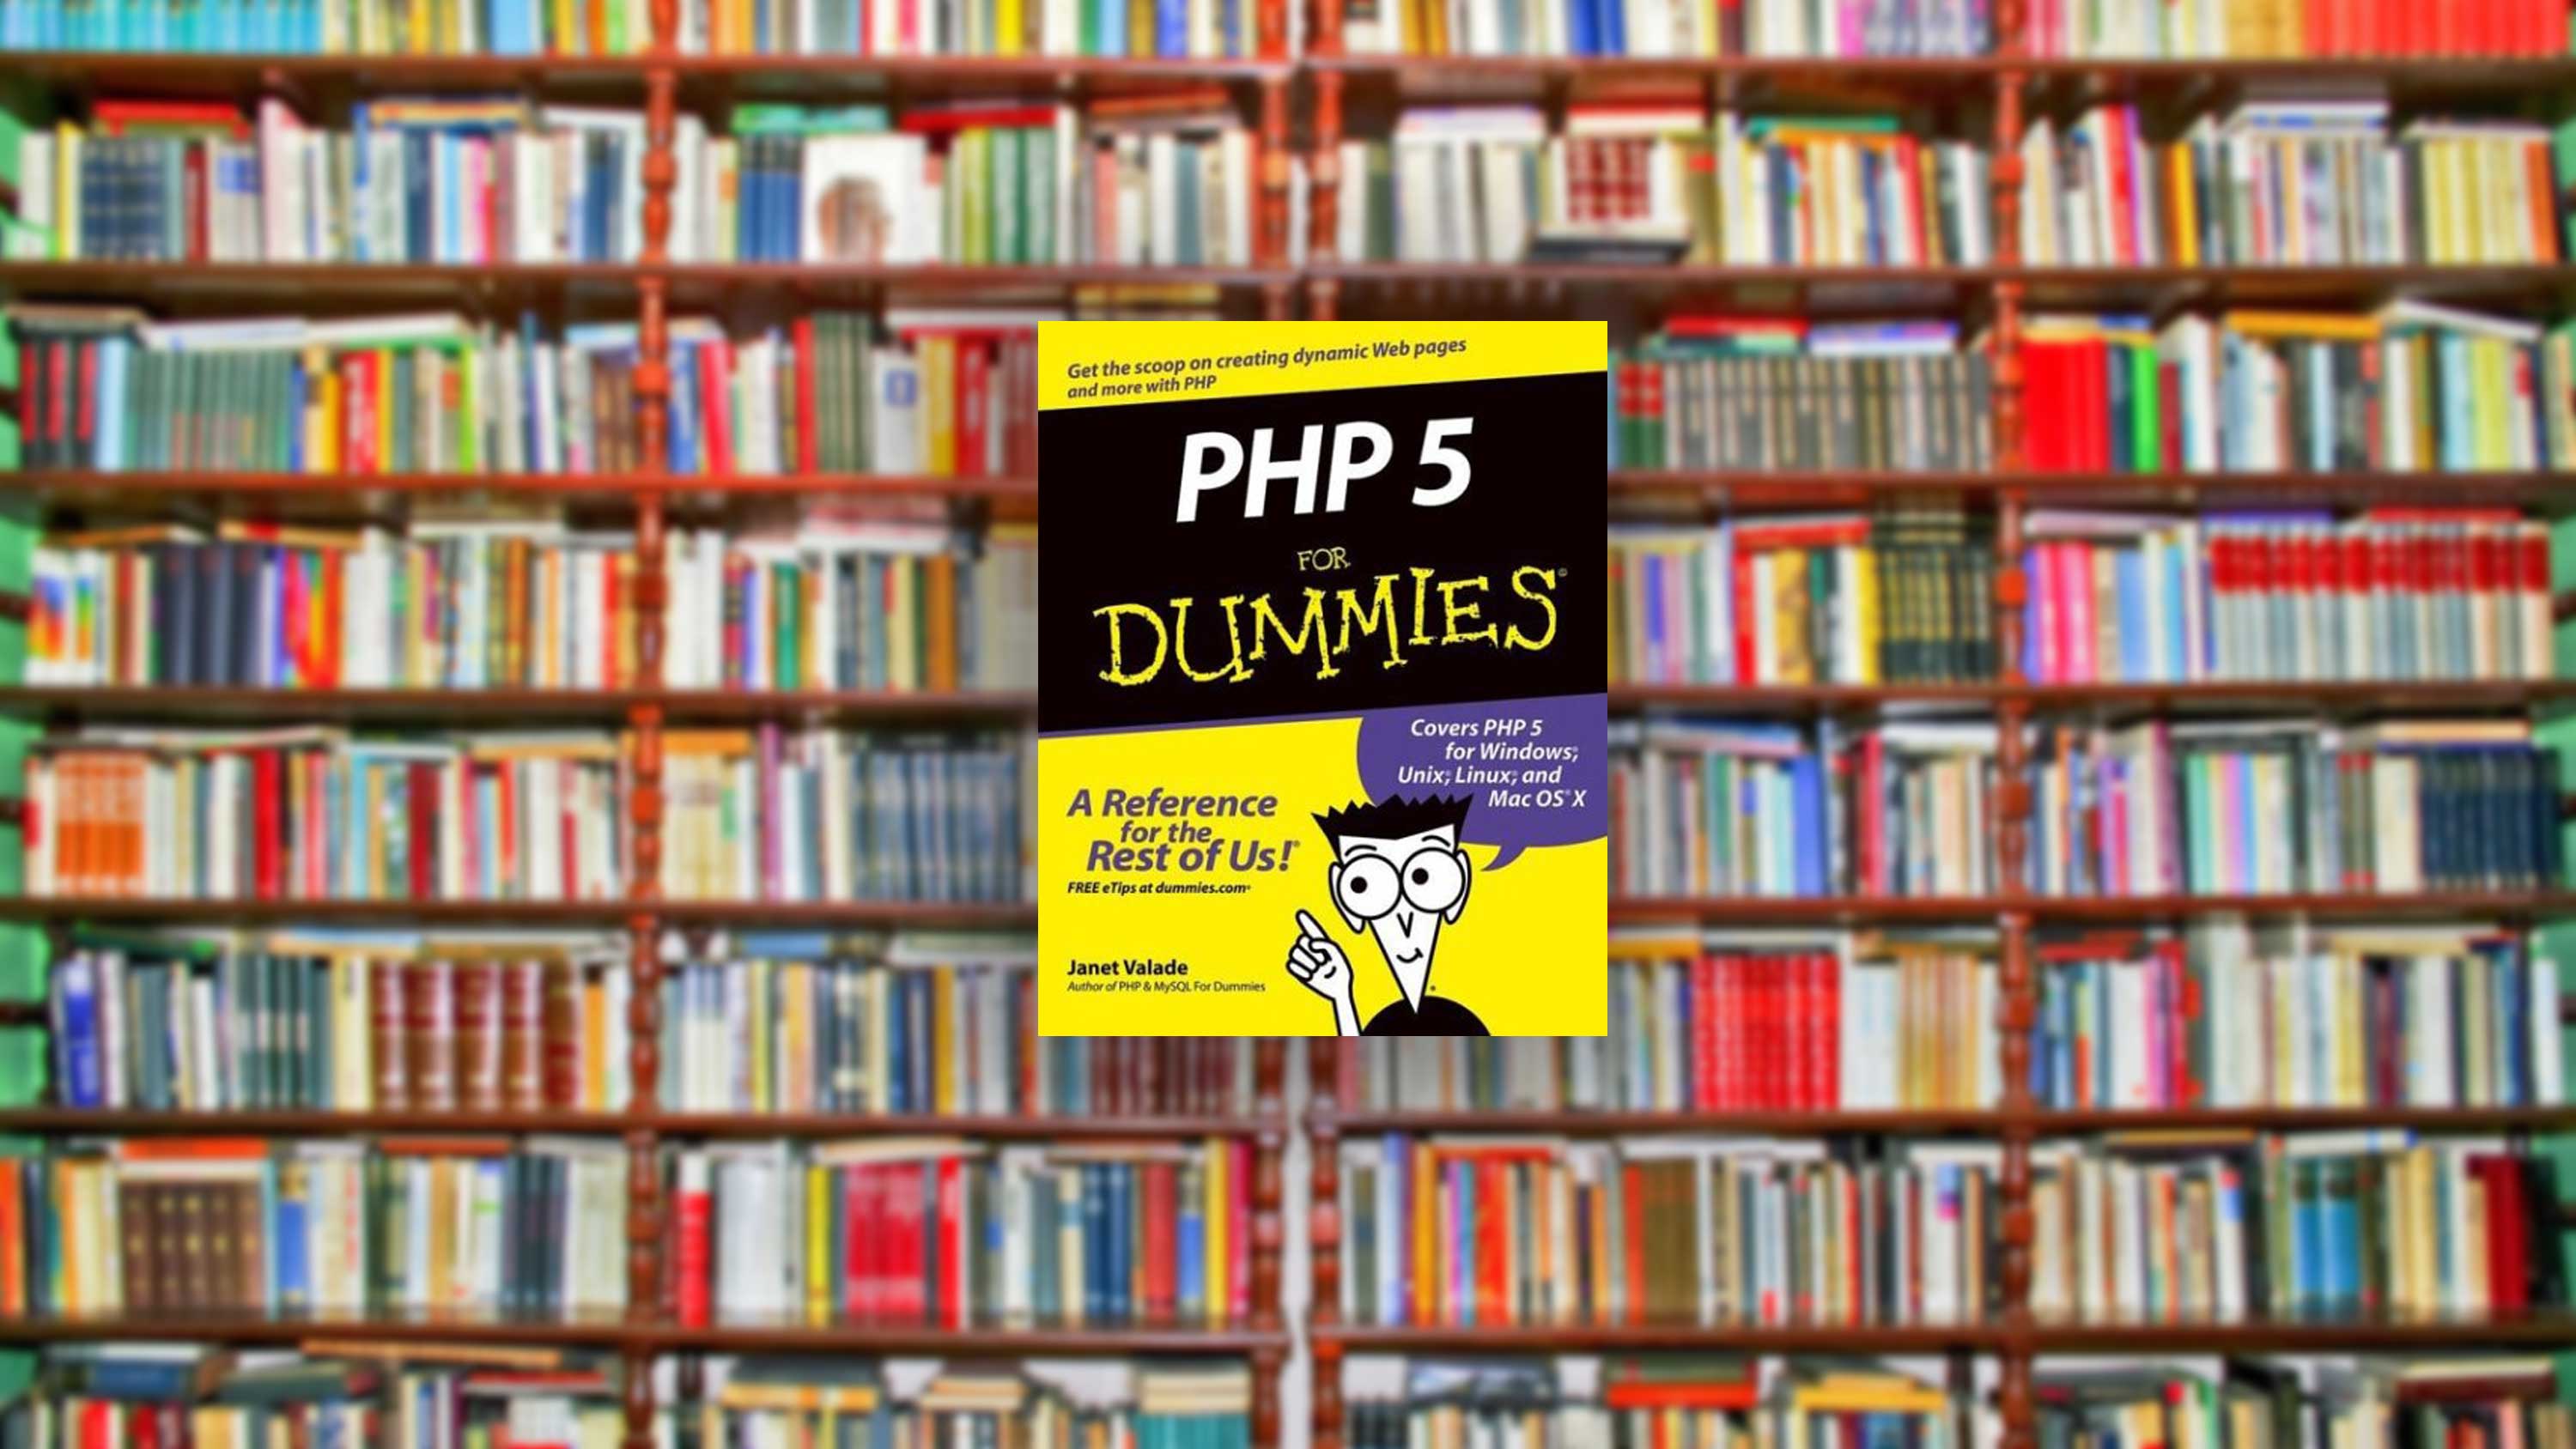 Get the scoop on creating dynamic Web pages
and more with PHP
PHP 5
FOR
DUMMIES®
Covers PHP 5
for Windows®,
Unix®, Linux®, and
Mac OS® X
A Reference
for the
Rest of Us!®
FREE eTips at dummies.com®
Janet Valade
Author of PHP & MySQL For Dummies